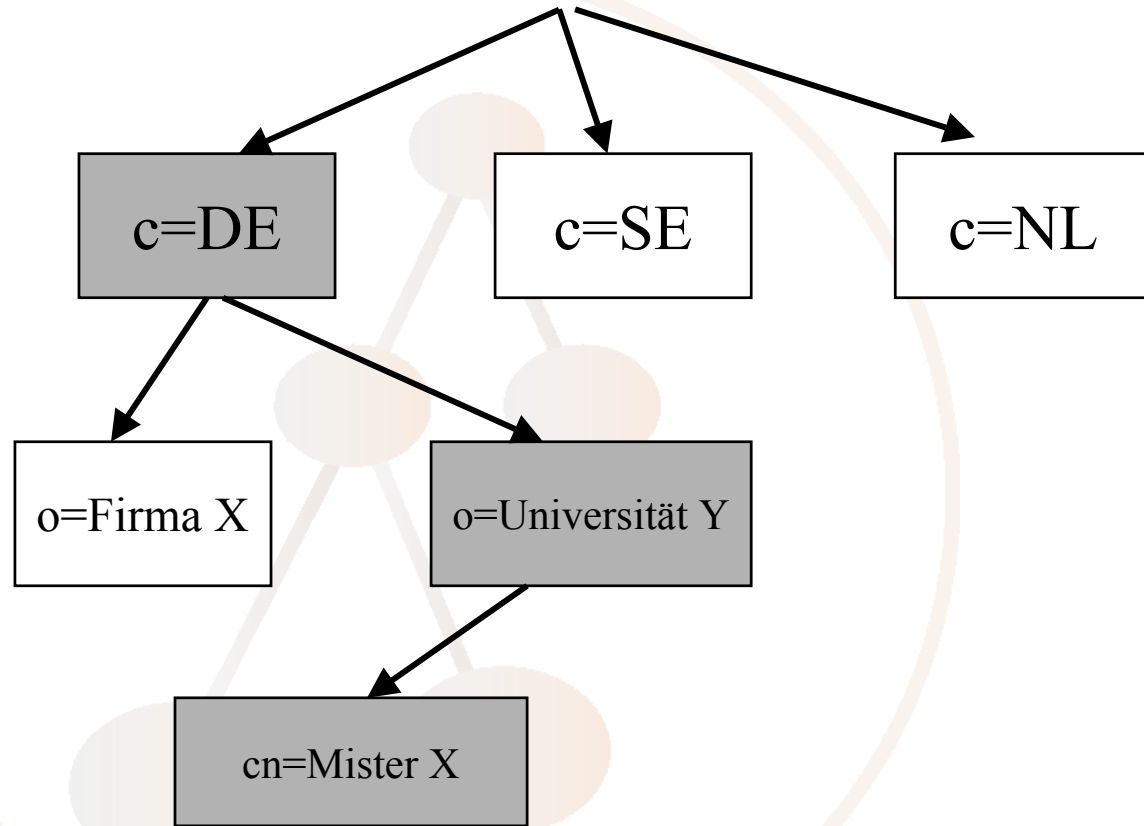 c=DE
c=SE
c=NL
o=Firma X
o=Universität Y
cn=Mister X